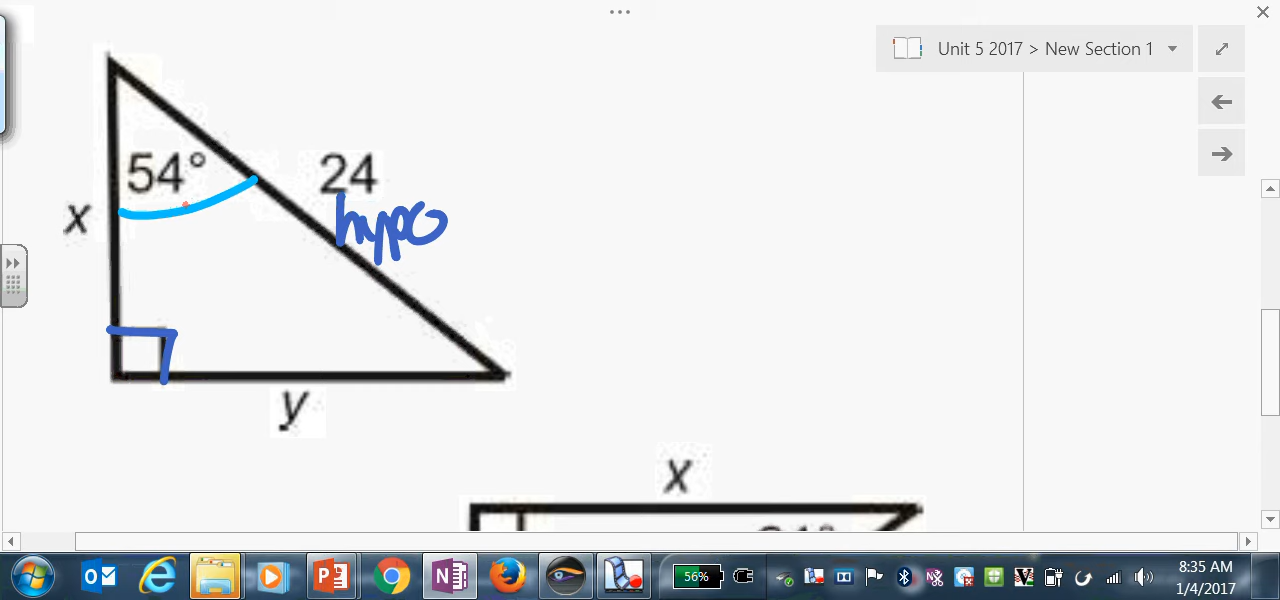 Unit 5 2017 > New Section 1
54°
24
x
hypo
y
x
56%
8:35 AM
1/4/2017